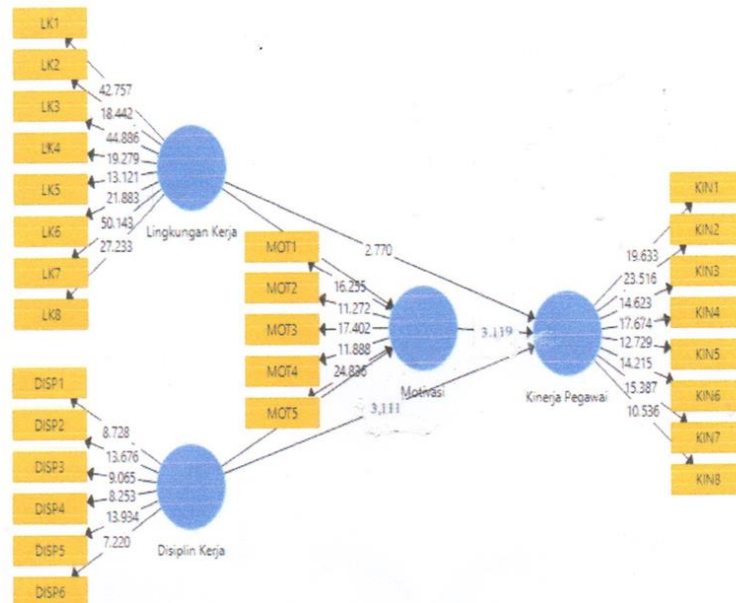 LK1
LK2
LK3
LK4
LK5
LK6
LK7
LK8
42.757
18.442
44.886
19.279
13.121
21.883
50.143
27.233
Lingkungan Kerja
DISP1
DISP2
DISP3
DISP4
DISP5
DISP6
8.728
13.676
9.065
8.253
13.934
7.220
Disiplin Kerja
MOT1
MOT2
MOT3
MOT4
MOT5
16.255
11.272
17.402
11.888
24.836
Motivasi
2.770
3.119
3,111
Kinerja Pegawai
19.633
23.516
14.623
17.674
12.729
14.215
15.387
10.536
KIN1
KIN2
KIN3
KIN4
KIN5
KIN6
KIN7
KIN8